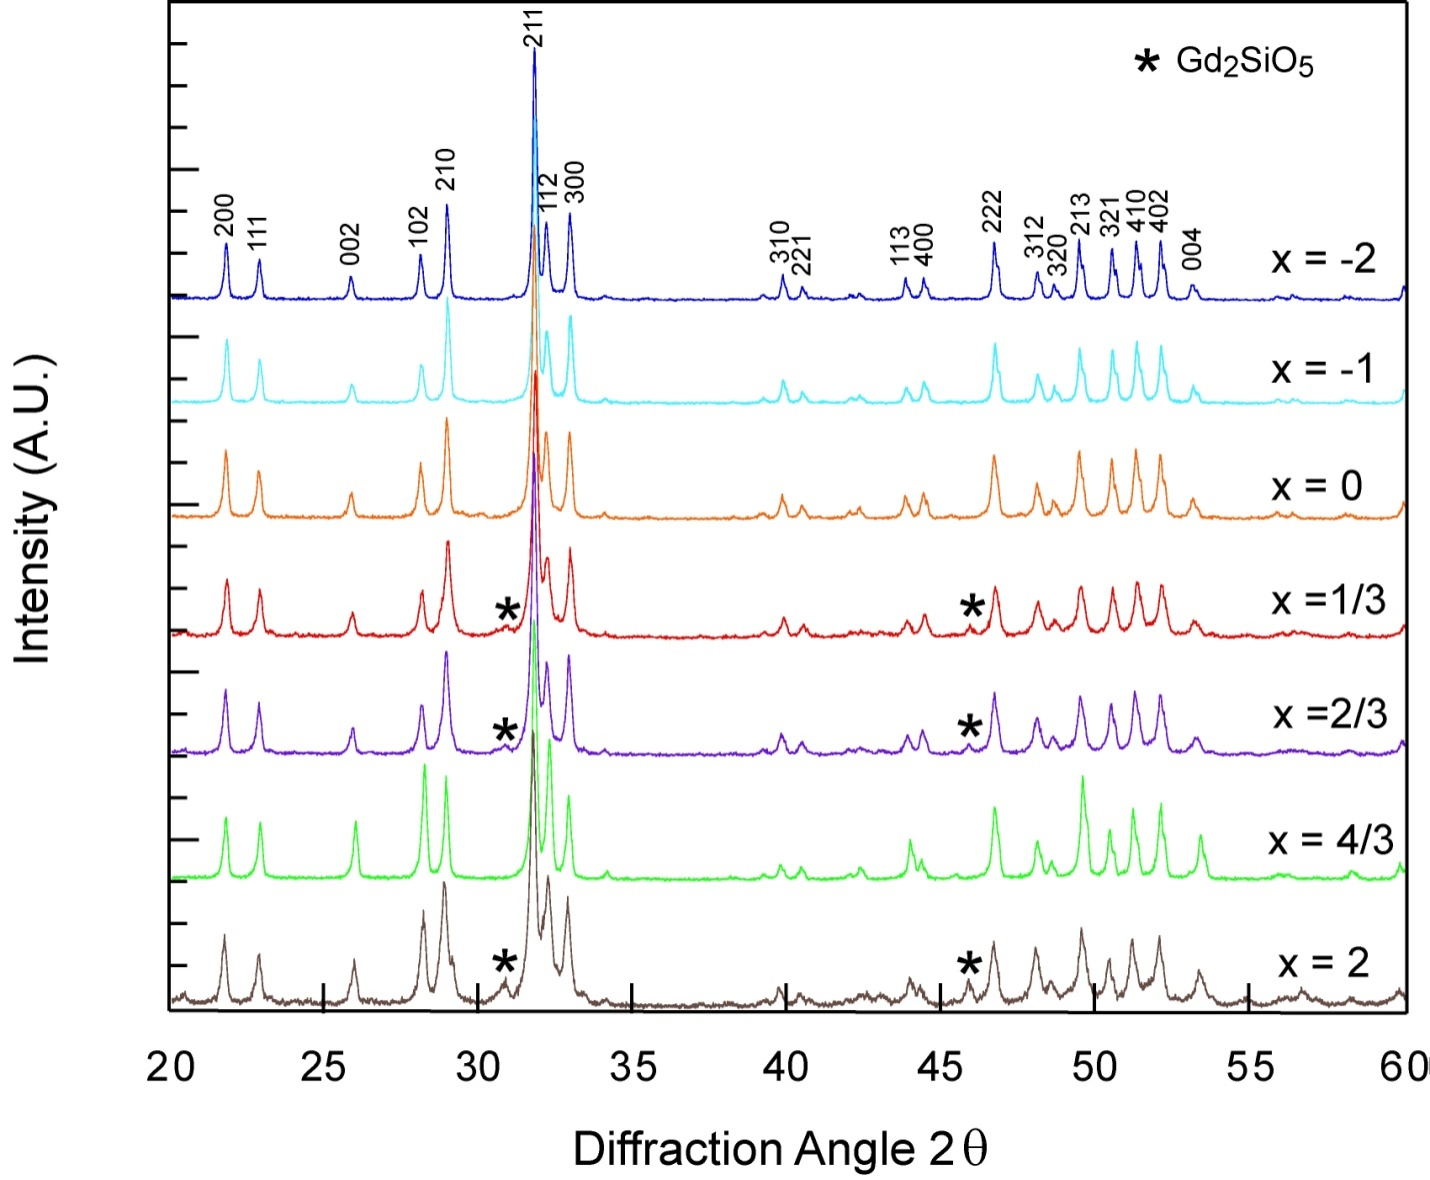 211
* Gd₂SiO₅
200
111
002
102
210
112
300
310
221
113
400
222
312
320
213
321
410
402
004
x = -2
x = -1
x = 0
* * x =1/3
* * x =2/3
x = 4/3
* * x = 2
Intensity (A.U.)
20 25 30 35 40 45 50 55 60
Diffraction Angle 2θ